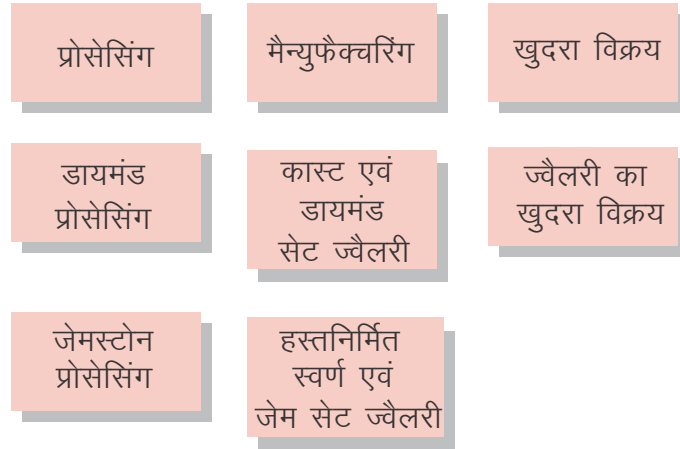 प्रोसेसिंग
मैन्युफैक्चरिंग
खुदरा विक्रय
डायमंड
प्रोसेसिंग
कास्ट एवं
डायमंड
सेट ज्वैलरी
ज्वैलरी का
खुदरा विक्रय
जेमस्टोन
प्रोसेसिंग
हस्तनिर्मित
स्वर्ण एवं
जेम सेट ज्वैलरी